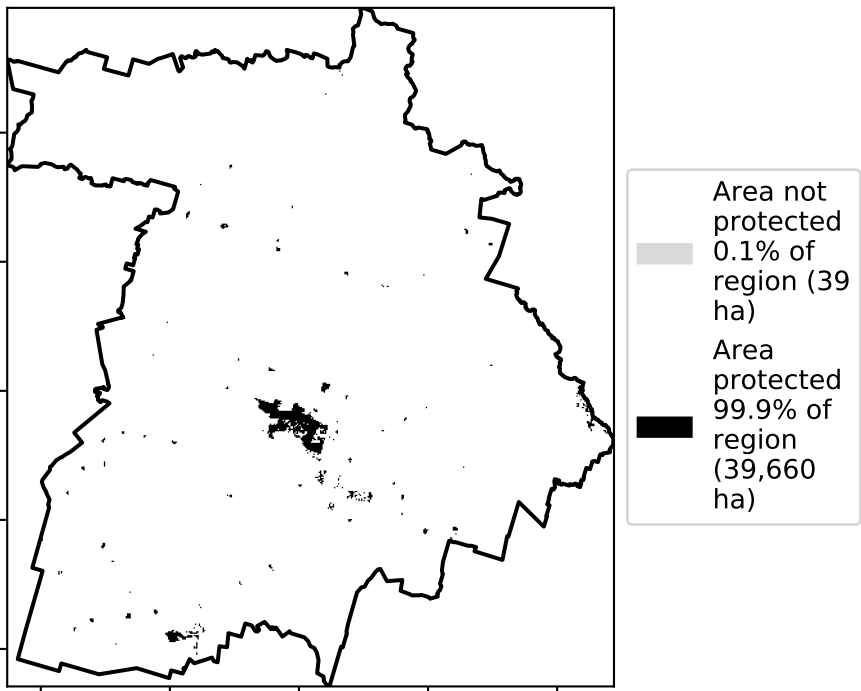 Area not
protected
0.1% of
region (39
ha)
Area
protected
99.9% of
region
(39,660
ha)